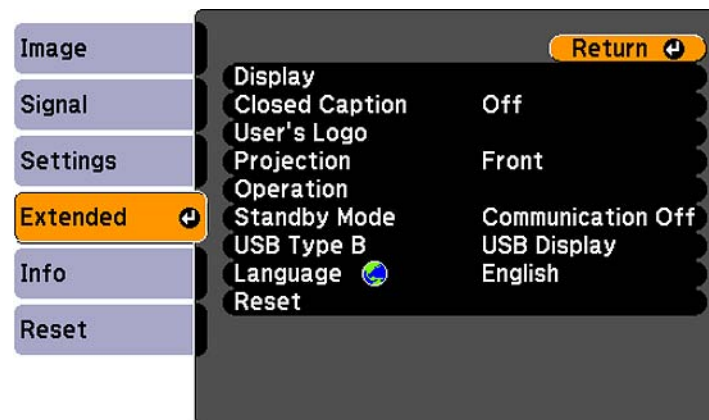 Image
Signal
Settings
Extended
Info
Reset
Return
Display
Closed Caption Off
User's Logo
Projection Front
Operation
Standby Mode Communication Off
USB Type B USB Display
Language English
Reset